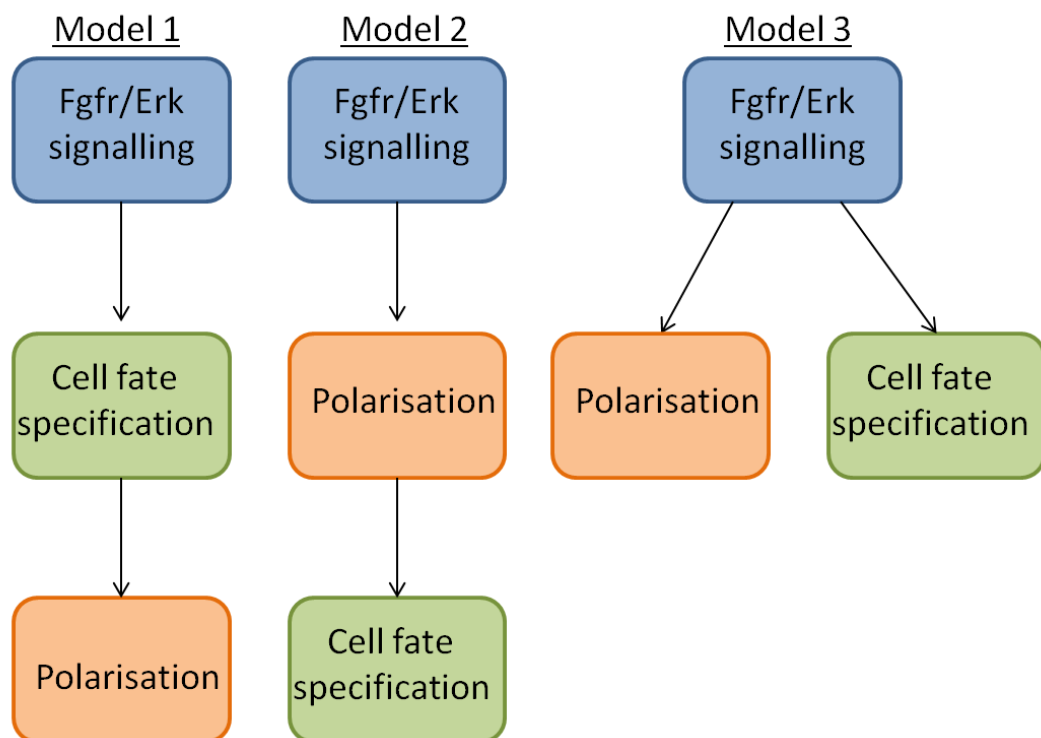 Model 1
Fgfr/Erk
signalling
Cell fate
specification
Polarisation
Model 2
Fgfr/Erk
signalling
Polarisation
Cell fate
specification
Model 3
Fgfr/Erk
signalling
Polarisation
Cell fate
specification